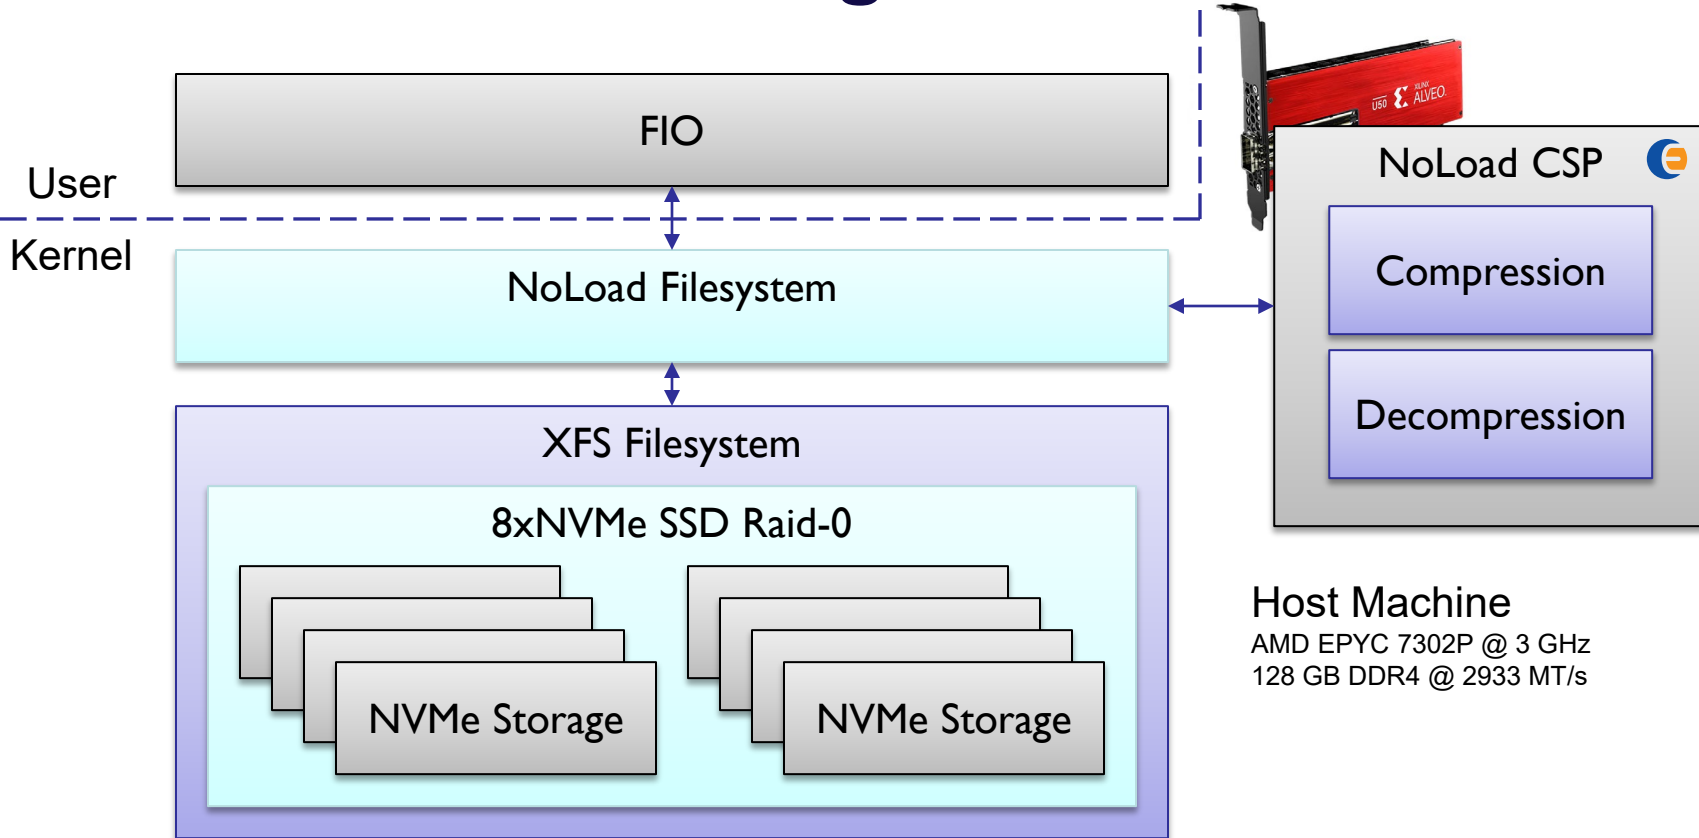 FIO
User
Kernel
NoLoad Filesystem
XFS Filesystem
8xNVMe SSD Raid-0
NVMe Storage
NVMe Storage
U50 XILINX ALVEO.
NoLoad CSP
Compression
Decompression
Host Machine
AMD EPYC 7302P @ 3 GHz
128 GB DDR4 @ 2933 MT/s